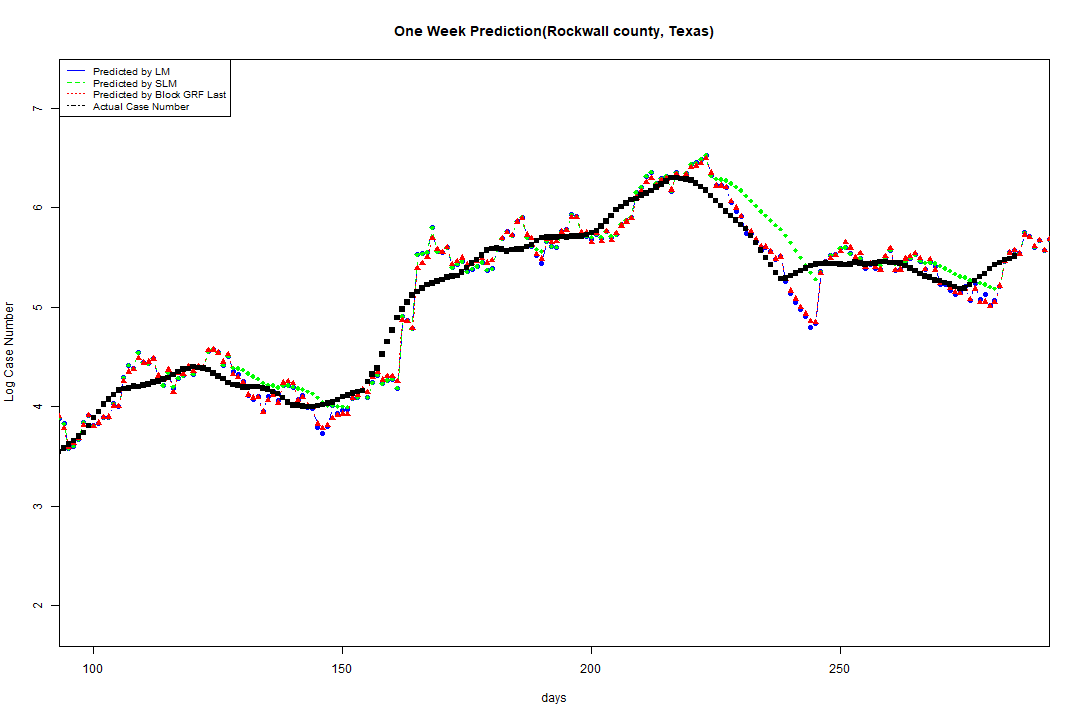 One Week Prediction(Rockwall county, Texas)
Predicted by LM
Predicted by SLM
Predicted by Block GRF Last
Actual Case Number
7
6
5
4
3
2
Log Case Number
100 150 200 250
days